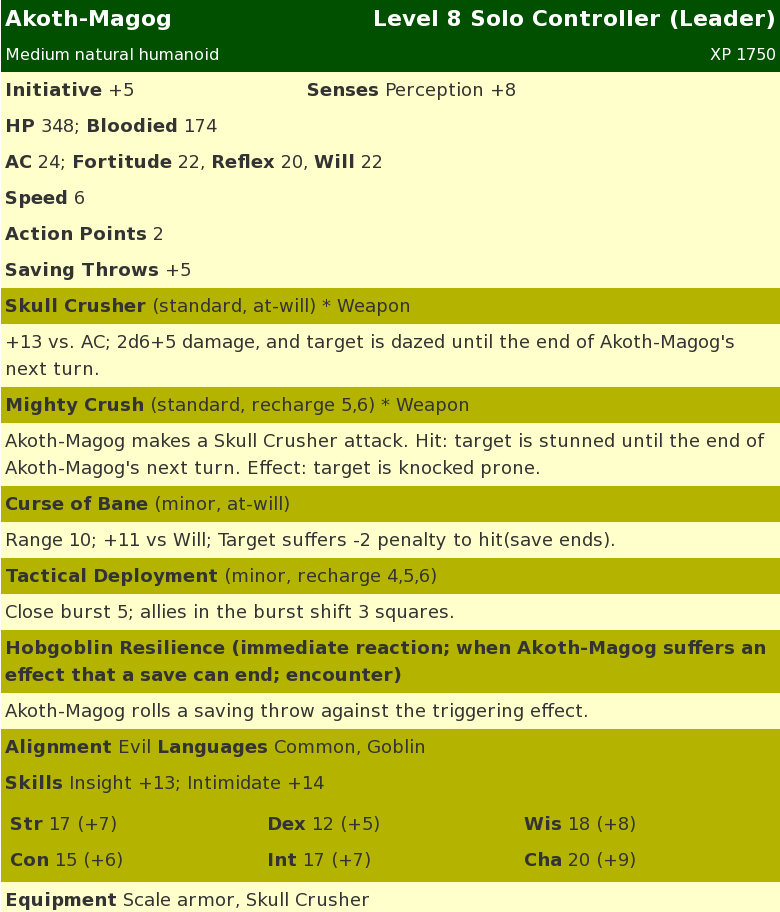 Akoth-Magog Level 8 Solo Controller (Leader)
Medium natural humanoid XP 1750
Initiative +5 Senses Perception +8
HP 348; Bloodied 174
AC 24; Fortitude 22, Reflex 20, Will 22
Speed 6
Action Points 2
Saving Throws +5
Skull Crusher (standard, at-will) * Weapon
+13 vs. AC; 2d6+5 damage, and target is dazed until the end of Akoth-Magog's
next turn.
Mighty Crush (standard, recharge 5,6) * Weapon
Akoth-Magog makes a Skull Crusher attack. Hit: target is stunned until the end of
Akoth-Magog's next turn. Effect: target is knocked prone.
Curse of Bane (minor, at-will)
Range 10; +11 vs Will; Target suffers -2 penalty to hit(save ends).
Tactical Deployment (minor, recharge 4,5,6)
Close burst 5; allies in the burst shift 3 squares.
Hobgoblin Resilience (immediate reaction; when Akoth-Magog suffers an
effect that a save can end; encounter)
Akoth-Magog rolls a saving throw against the triggering effect.
Alignment Evil Languages Common, Goblin
Skills Insight +13; Intimidate +14
Str 17 (+7) Dex 12 (+5) Wis 18 (+8)
Con 15 (+6) Int 17 (+7) Cha 20 (+9)
Equipment Scale armor, Skull Crusher